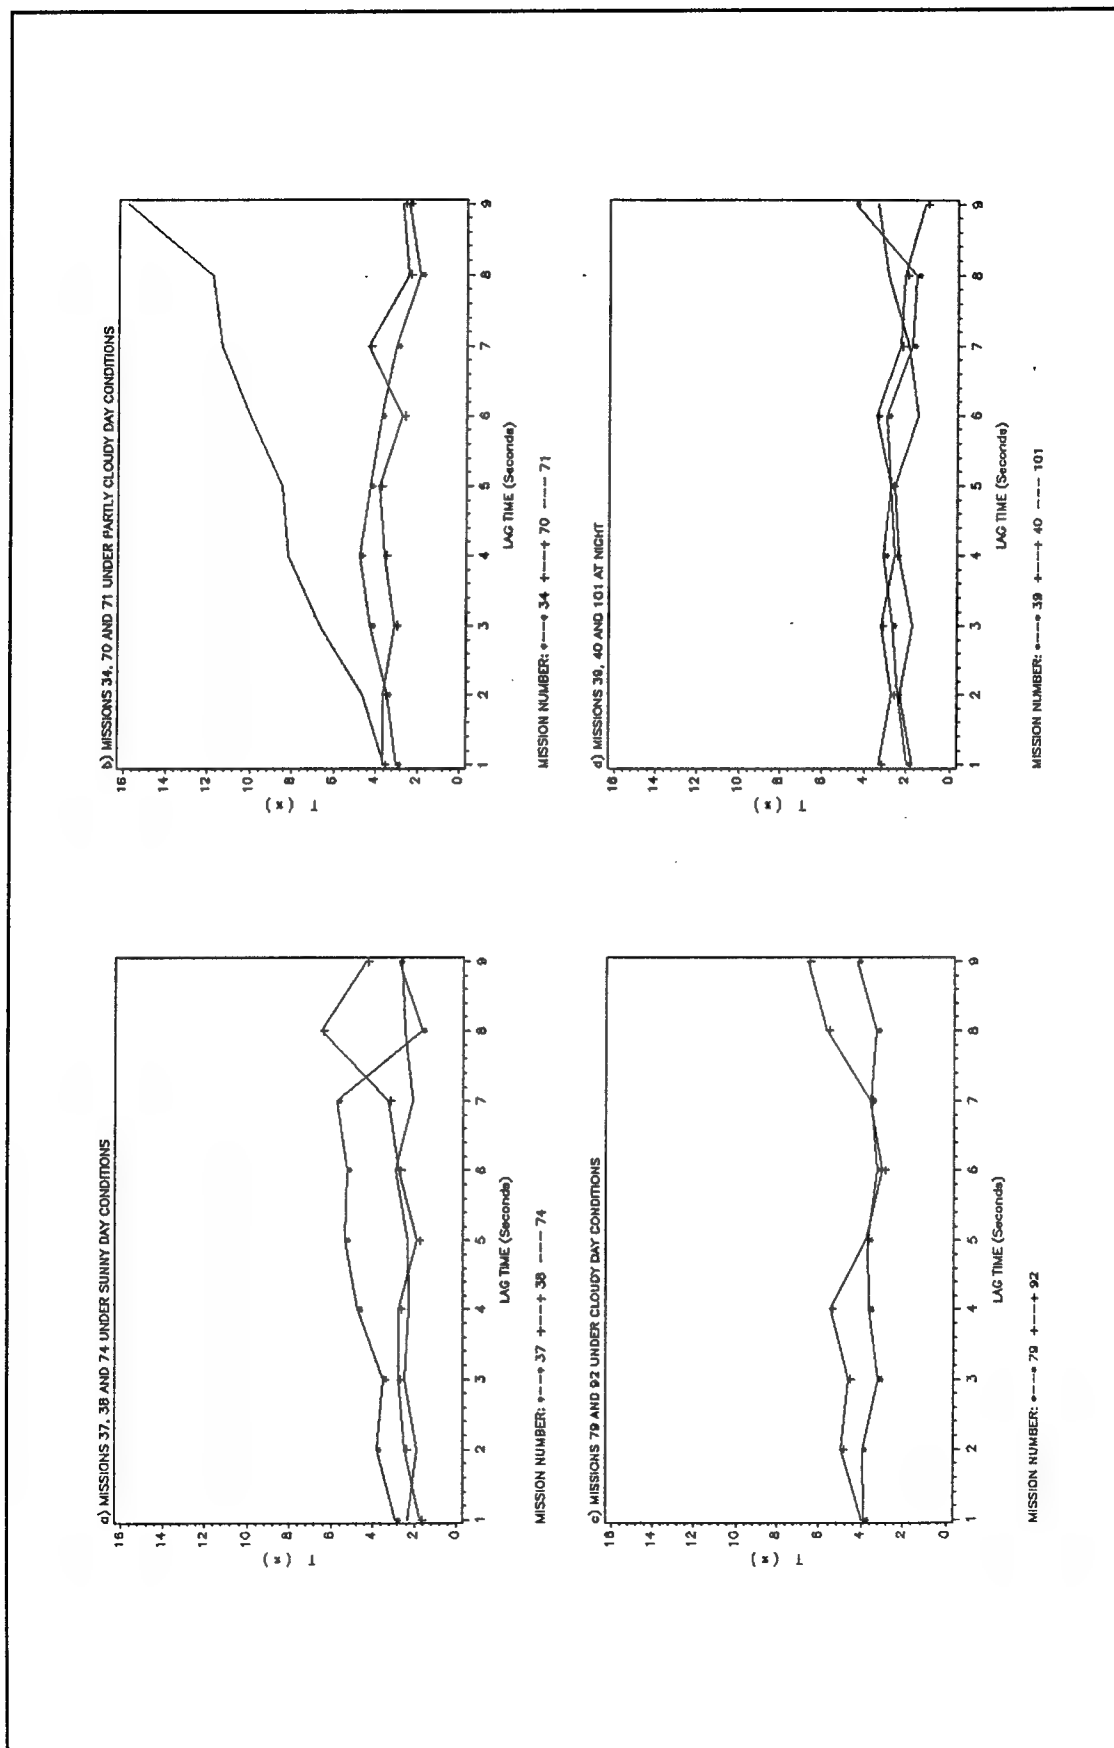 a) MISSIONS 37, 38 AND 74 UNDER SUNNY DAY CONDITIONS
16
14
12
10
8
6
4
2
0
T (%)
1 2 3 4 5 6 7 8 9
LAG TIME (Seconds)
MISSION NUMBER: *---* 37 +---+ 38 ---- 74
b) MISSIONS 34, 70 AND 71 UNDER PARTLY CLOUDY DAY CONDITIONS
16
14
12
10
8
6
4
2
0
T (%)
1 2 3 4 5 6 7 8 9
LAG TIME (Seconds)
MISSION NUMBER: *---* 34 +---+ 70 ---- 71
c) MISSIONS 79 AND 92 UNDER CLOUDY DAY CONDITIONS
16
14
12
10
8
6
4
2
0
T (%)
1 2 3 4 5 6 7 8 9
LAG TIME (Seconds)
MISSION NUMBER: *---* 79 +---+ 92
d) MISSIONS 39, 40 AND 101 AT NIGHT
16
14
12
10
8
6
4
2
0
T (%)
1 2 3 4 5 6 7 8 9
LAG TIME (Seconds)
MISSION NUMBER: *---* 39 +---+ 40 ---- 101